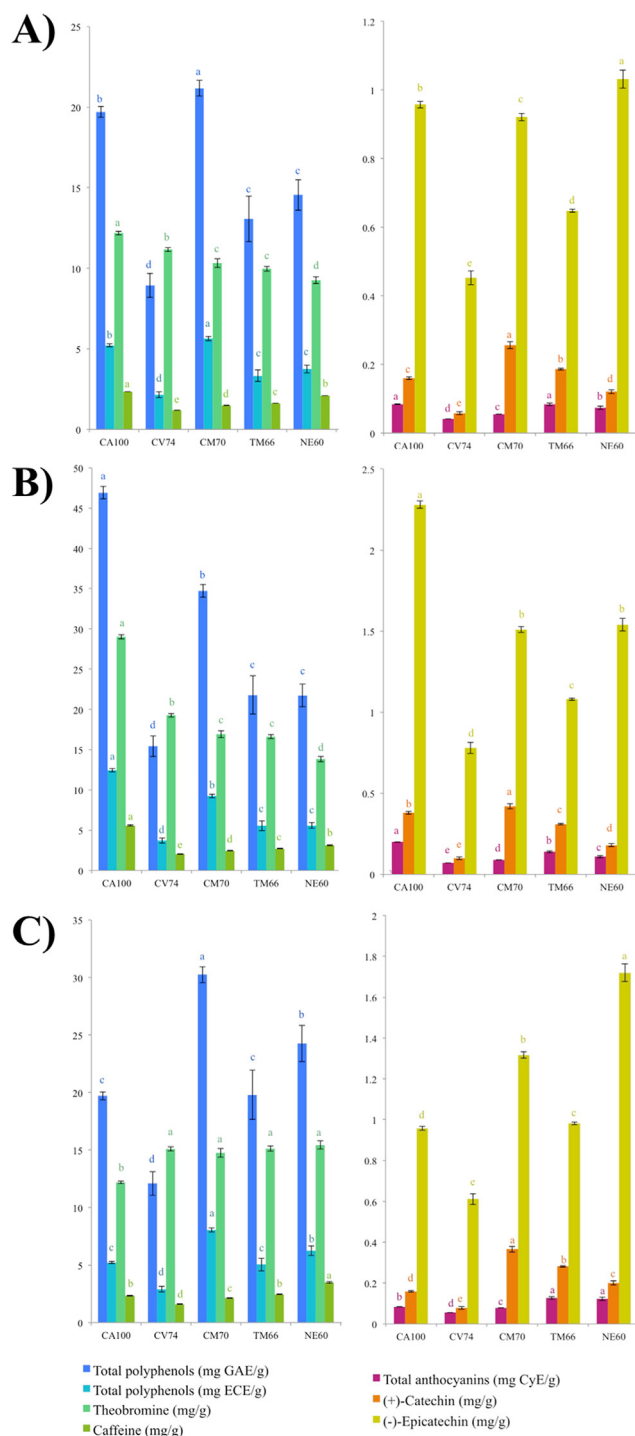 A)
25
20
15
10
5
0
b a c c d
a b c c d
b d a c c
a e d c b
CA100 CV74 CM70 TM66 NE60
1.2
1
0.8
0.6
0.4
0.2
0
b e c d a
c e a b d
a d c a b
CA100 CV74 CM70 TM66 NE60
B)
50
45
40
35
30
25
20
15
10
5
0
a d b c c
a b c c d
a d b c c
a e d c b
CA100 CV74 CM70 TM66 NE60
2.5
2
1.5
1
0.5
0
a d b c b
b e a c d
a e d b c
CA100 CV74 CM70 TM66 NE60
C)
35
30
25
20
15
10
5
0
c d a c b
b a a a a
c d a c b
b d c b a
CA100 CV74 CM70 TM66 NE60
2
1.8
1.6
1.4
1.2
1
0.8
0.6
0.4
0.2
0
d e b c a
d e a b c
b d c a a
CA100 CV74 CM70 TM66 NE60
Total polyphenols (mg GAE/g)
Total polyphenols (mg ECE/g)
Theobromine (mg/g)
Caffeine (mg/g)
Total anthocyanins (mg CyE/g)
(+)-Catechin (mg/g)
(-)-Epicatechin (mg/g)